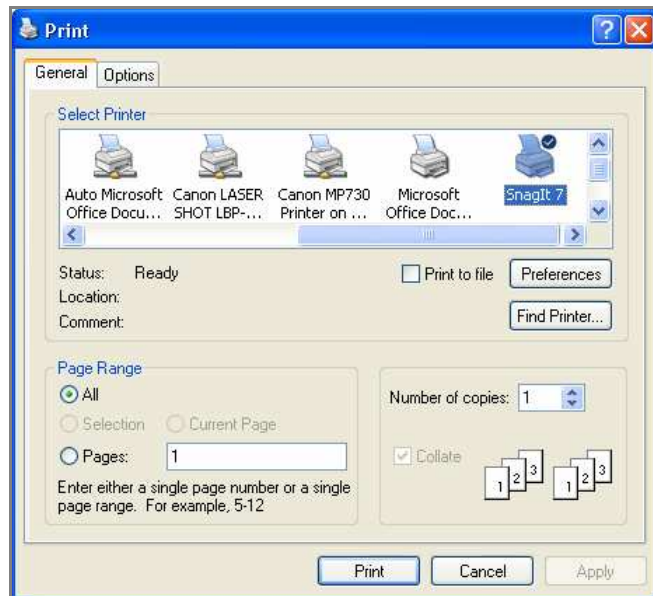 Print
General Options
Select Printer
Auto Microsoft Office Docu...
Canon LASER SHOT LBP-...
Canon MP730 Printer on ...
Microsoft Office Doc...
SnagIt 7
Status: Ready
Print to file
Preferences
Location:
Comment:
Find Printer...
Page Range
All
Selection Current Page
Pages: 1
Enter either a single page number or a single
page range. For example, 5-12
Number of copies: 1
Collate
1 2 3 1 2 3
Print Cancel Apply